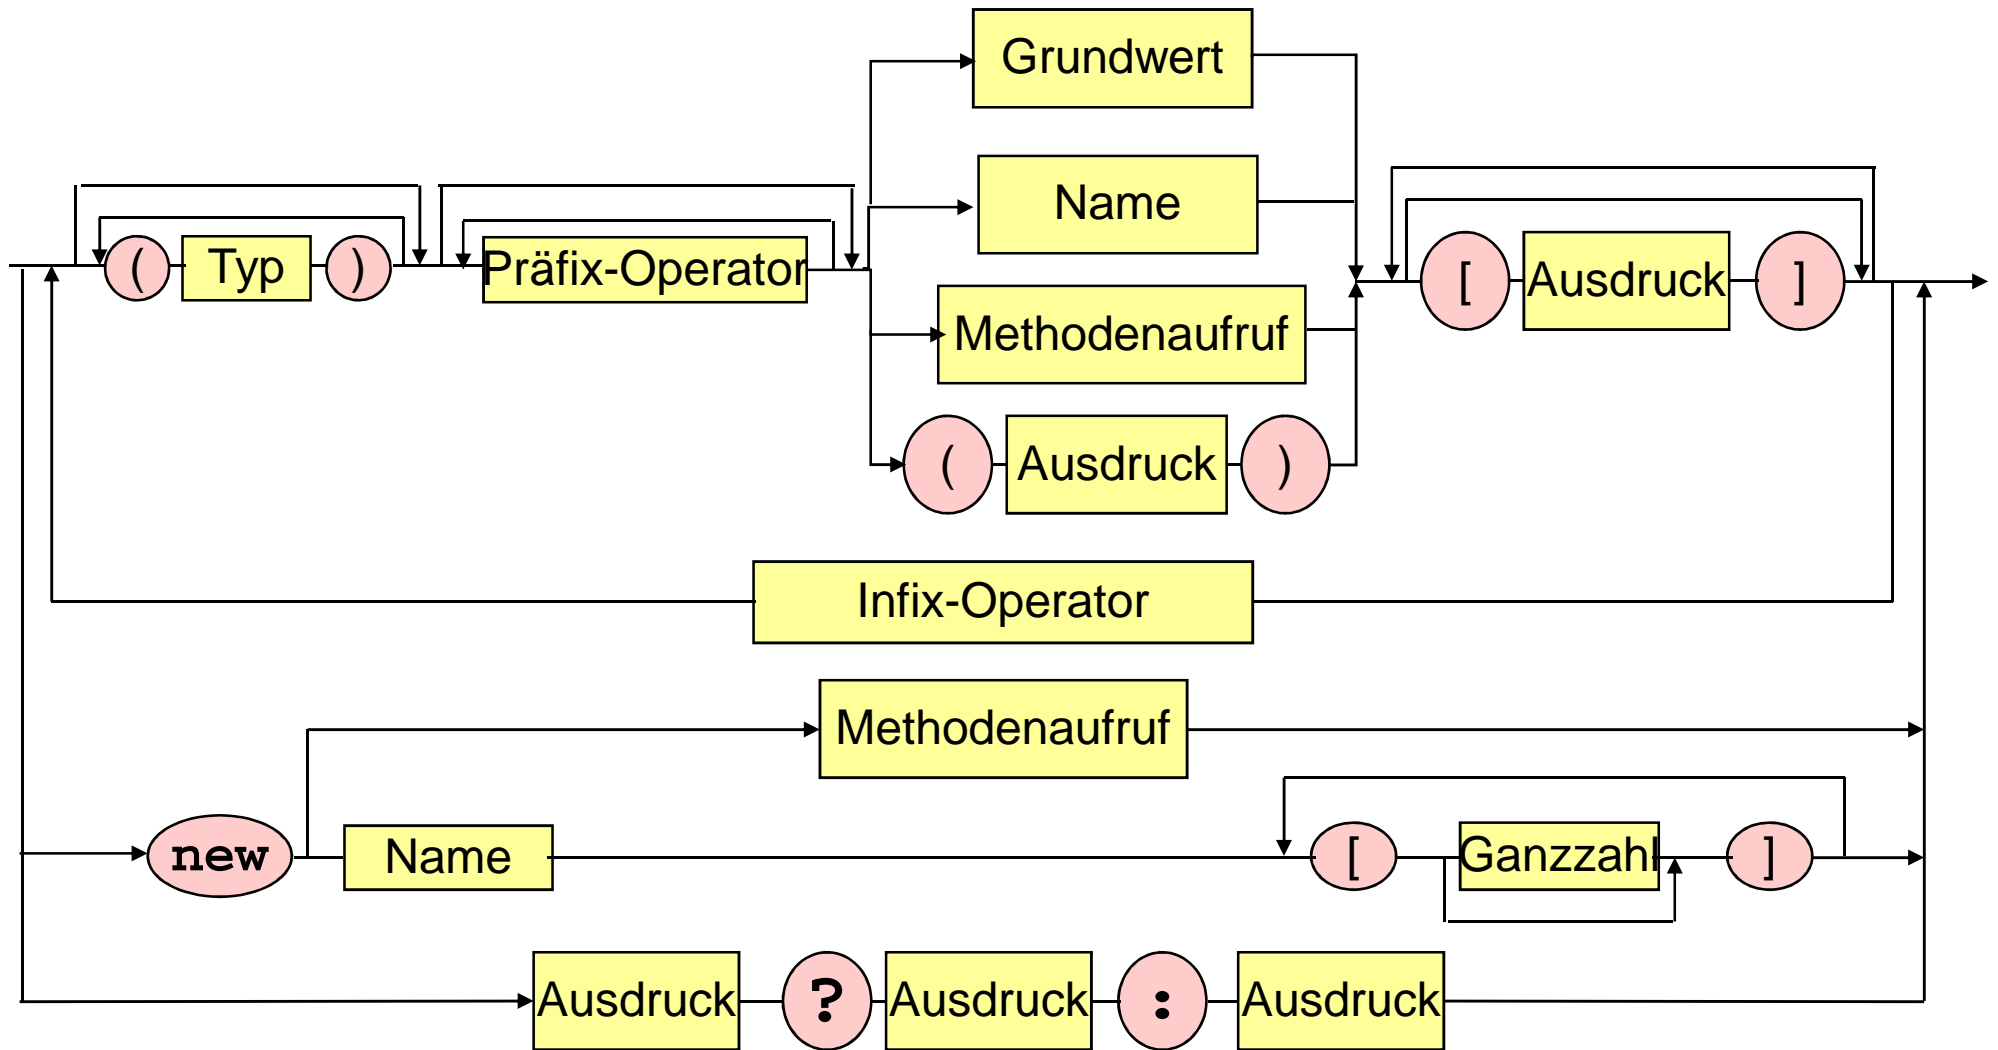 Grundwert
Name
( Typ ) Präfix-Operator [ Ausdruck ]
Methodenaufruf
( Ausdruck )
Infix-Operator
Methodenaufruf
new Name [ Ganzzahl ]
Ausdruck ? Ausdruck : Ausdruck